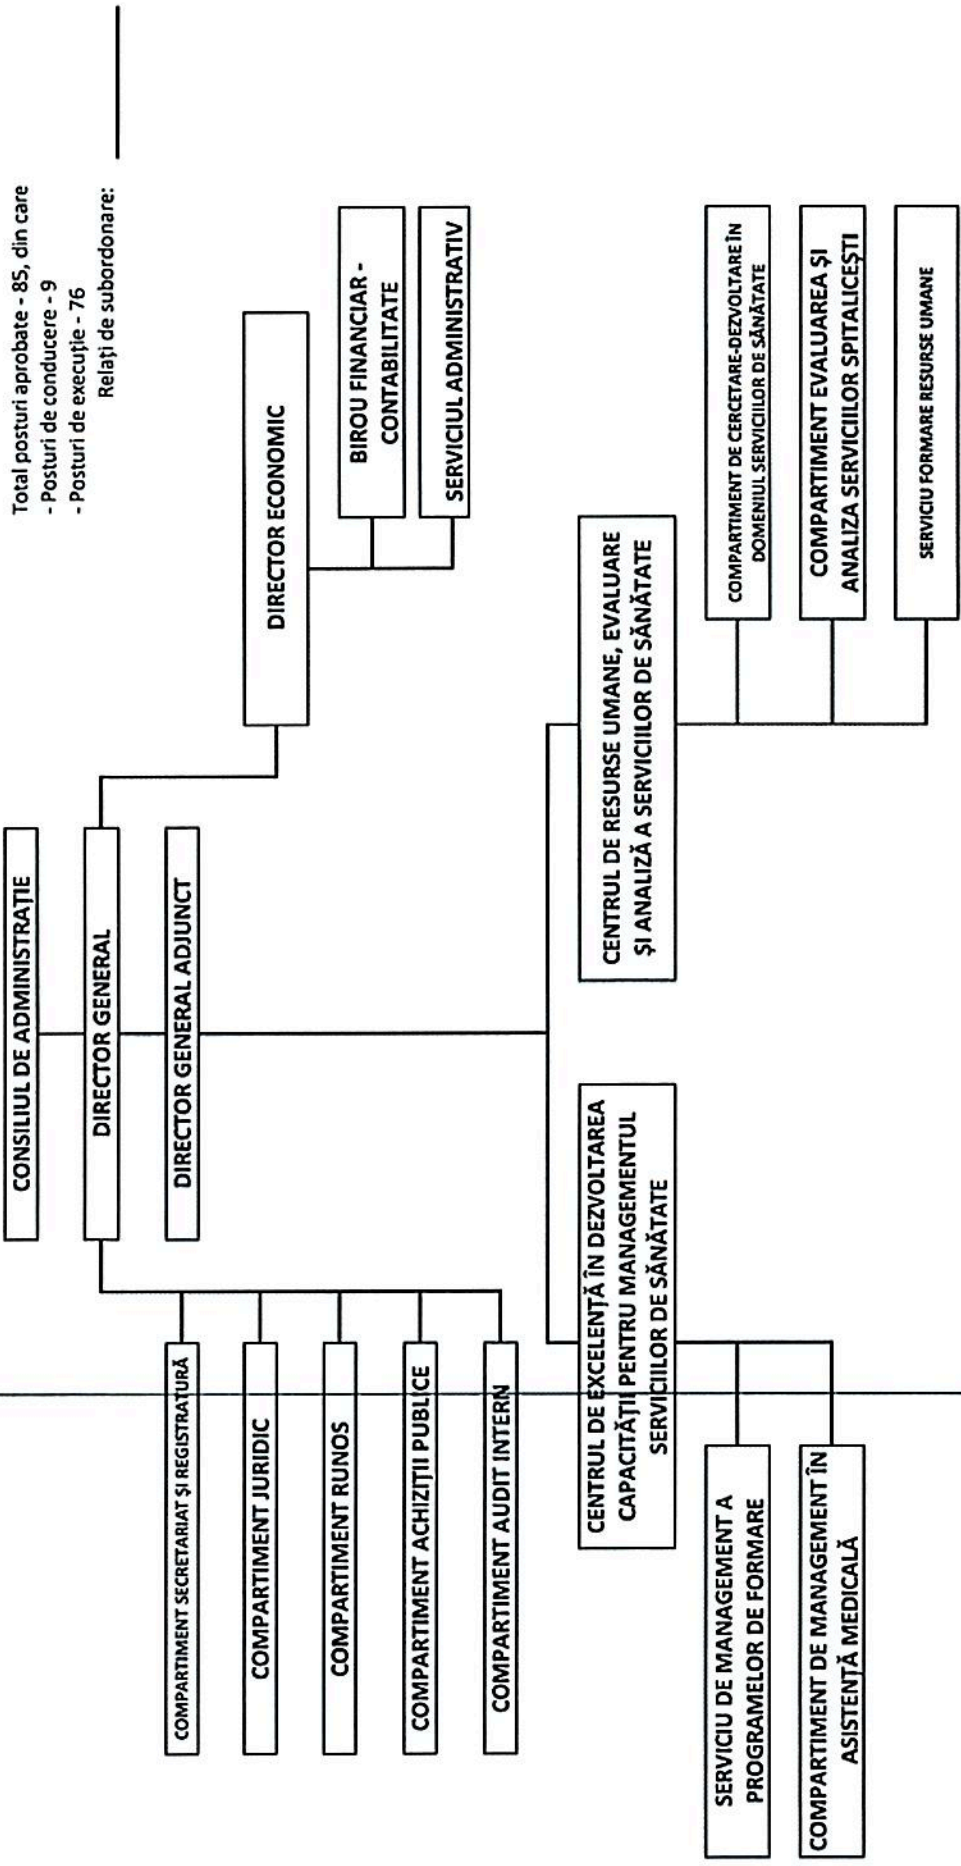 Total posturi aprobate - 85, din care
- Posturi de conducere - 9
- Posturi de execuție - 76
Relați de subordonare:
CONSILIUL DE ADMINISTRAȚIE
DIRECTOR GENERAL
DIRECTOR GENERAL ADJUNCT
COMPARTIMENT SECRETARIAT ȘI REGISTRATURĂ
COMPARTIMENT JURIDIC
COMPARTIMENT RUNOS
COMPARTIMENT ACHIZIȚII PUBLICE
COMPARTIMENT AUDIT INTERN
DIRECTOR ECONOMIC
BIROU FINANCIAR -
CONTABILITATE
SERVICIUL ADMINISTRATIV
CENTRUL DE EXCELENȚĂ ÎN DEZVOLTAREA
CAPACITĂȚII PENTRU MANAGEMENTUL
SERVICIILOR DE SĂNĂTATE
SERVICIU DE MANAGEMENT A
PROGRAMELOR DE FORMARE
COMPARTIMENT DE MANAGEMENT ÎN
ASISTENȚĂ MEDICALĂ
CENTRUL DE RESURSE UMANE, EVALUARE
ȘI ANALIZĂ A SERVICIILOR DE SĂNĂTATE
COMPARTIMENT DE CERCETARE-DEZVOLTARE ÎN
DOMENIUL SERVICIILOR DE SĂNĂTATE
COMPARTIMENT EVALUAREA ȘI
ANALIZA SERVICIILOR SPITALICEȘTI
SERVICIU FORMARE RESURSE UMANE